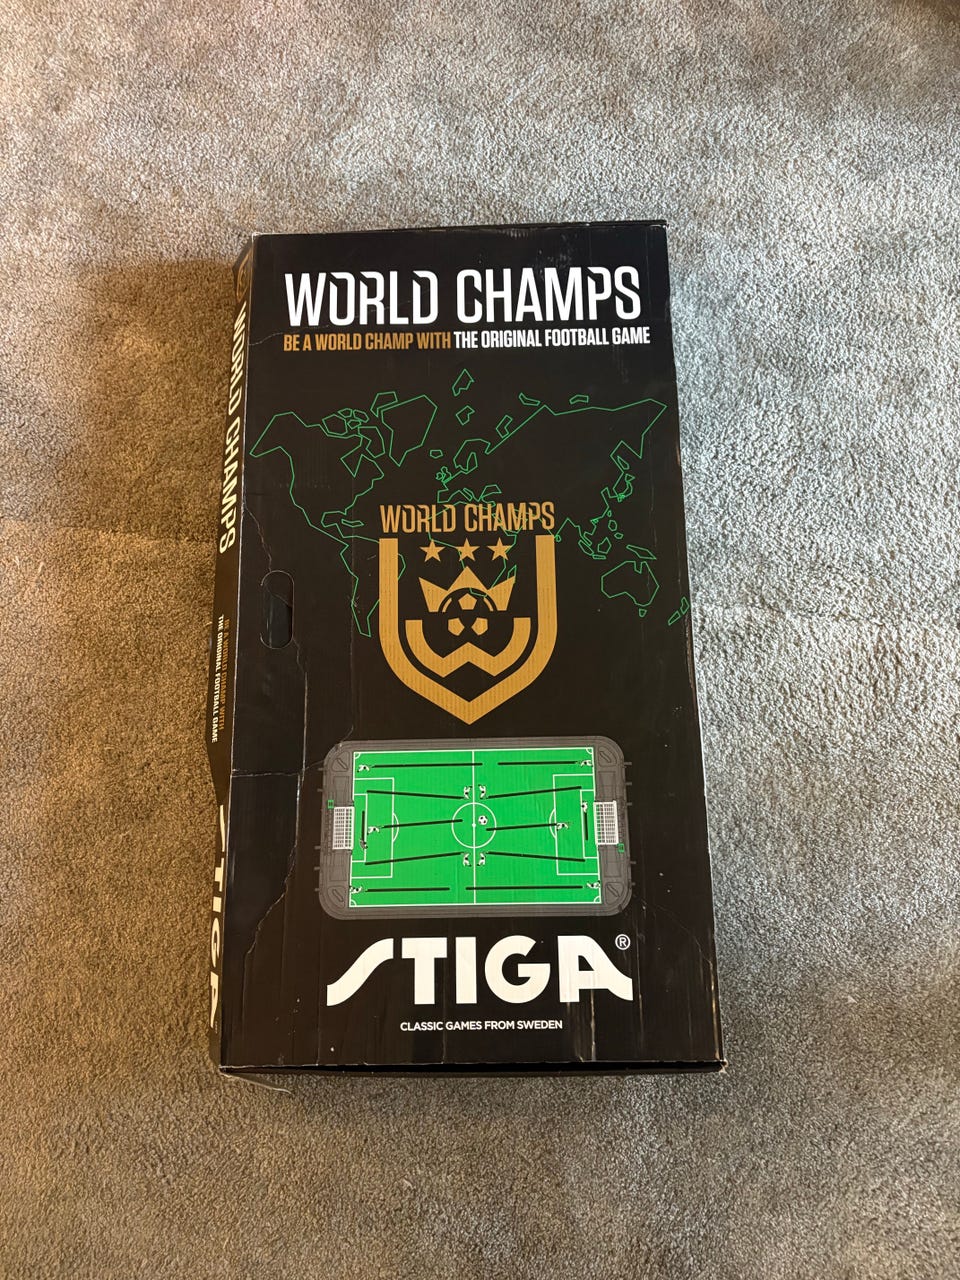 WORLD CHAMPS
BE A WORLD CHAMP WITH THE ORIGINAL FOOTBALL GAME
WORLD CHAMPS
STIGA®
CLASSIC GAMES FROM SWEDEN
WORLD CHAMPS
BE A WORLD CHAMP WITH
THE ORIGINAL FOOTBALL GAME
STIGA